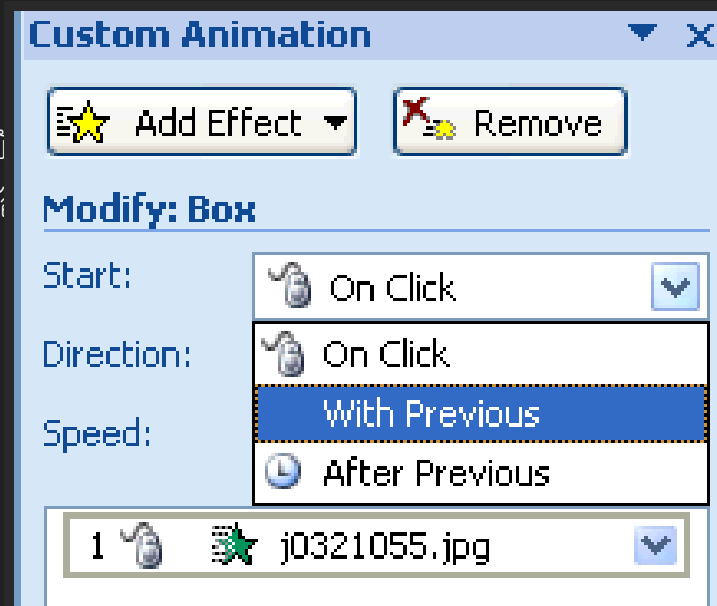 Custom Animation
Add Effect
Remove
Modify: Box
Start:
On Click
Direction:
On Click
With Previous
Speed:
After Previous
1 j0321055.jpg